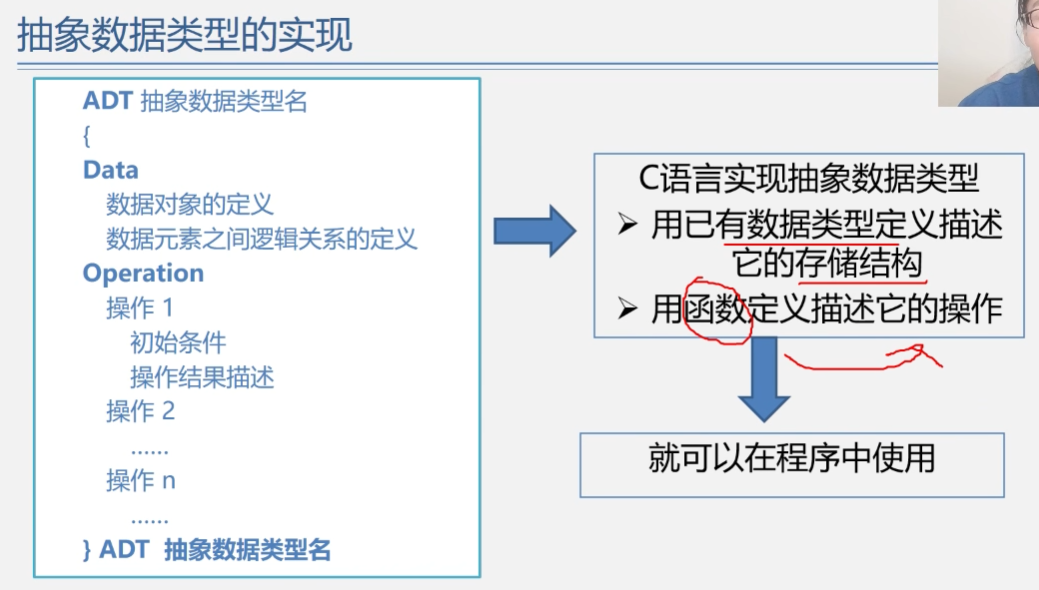 抽象数据类型的实现
ADT 抽象数据类型名
{
Data
数据对象的定义
数据元素之间逻辑关系的定义
Operation
操作 1
初始条件
操作结果描述
操作 2
……
操作 n
……
} ADT 抽象数据类型名
C语言实现抽象数据类型
➢ 用已有数据类型定义描述
它的存储结构
➢ 用函数定义描述它的操作
就可以在程序中使用